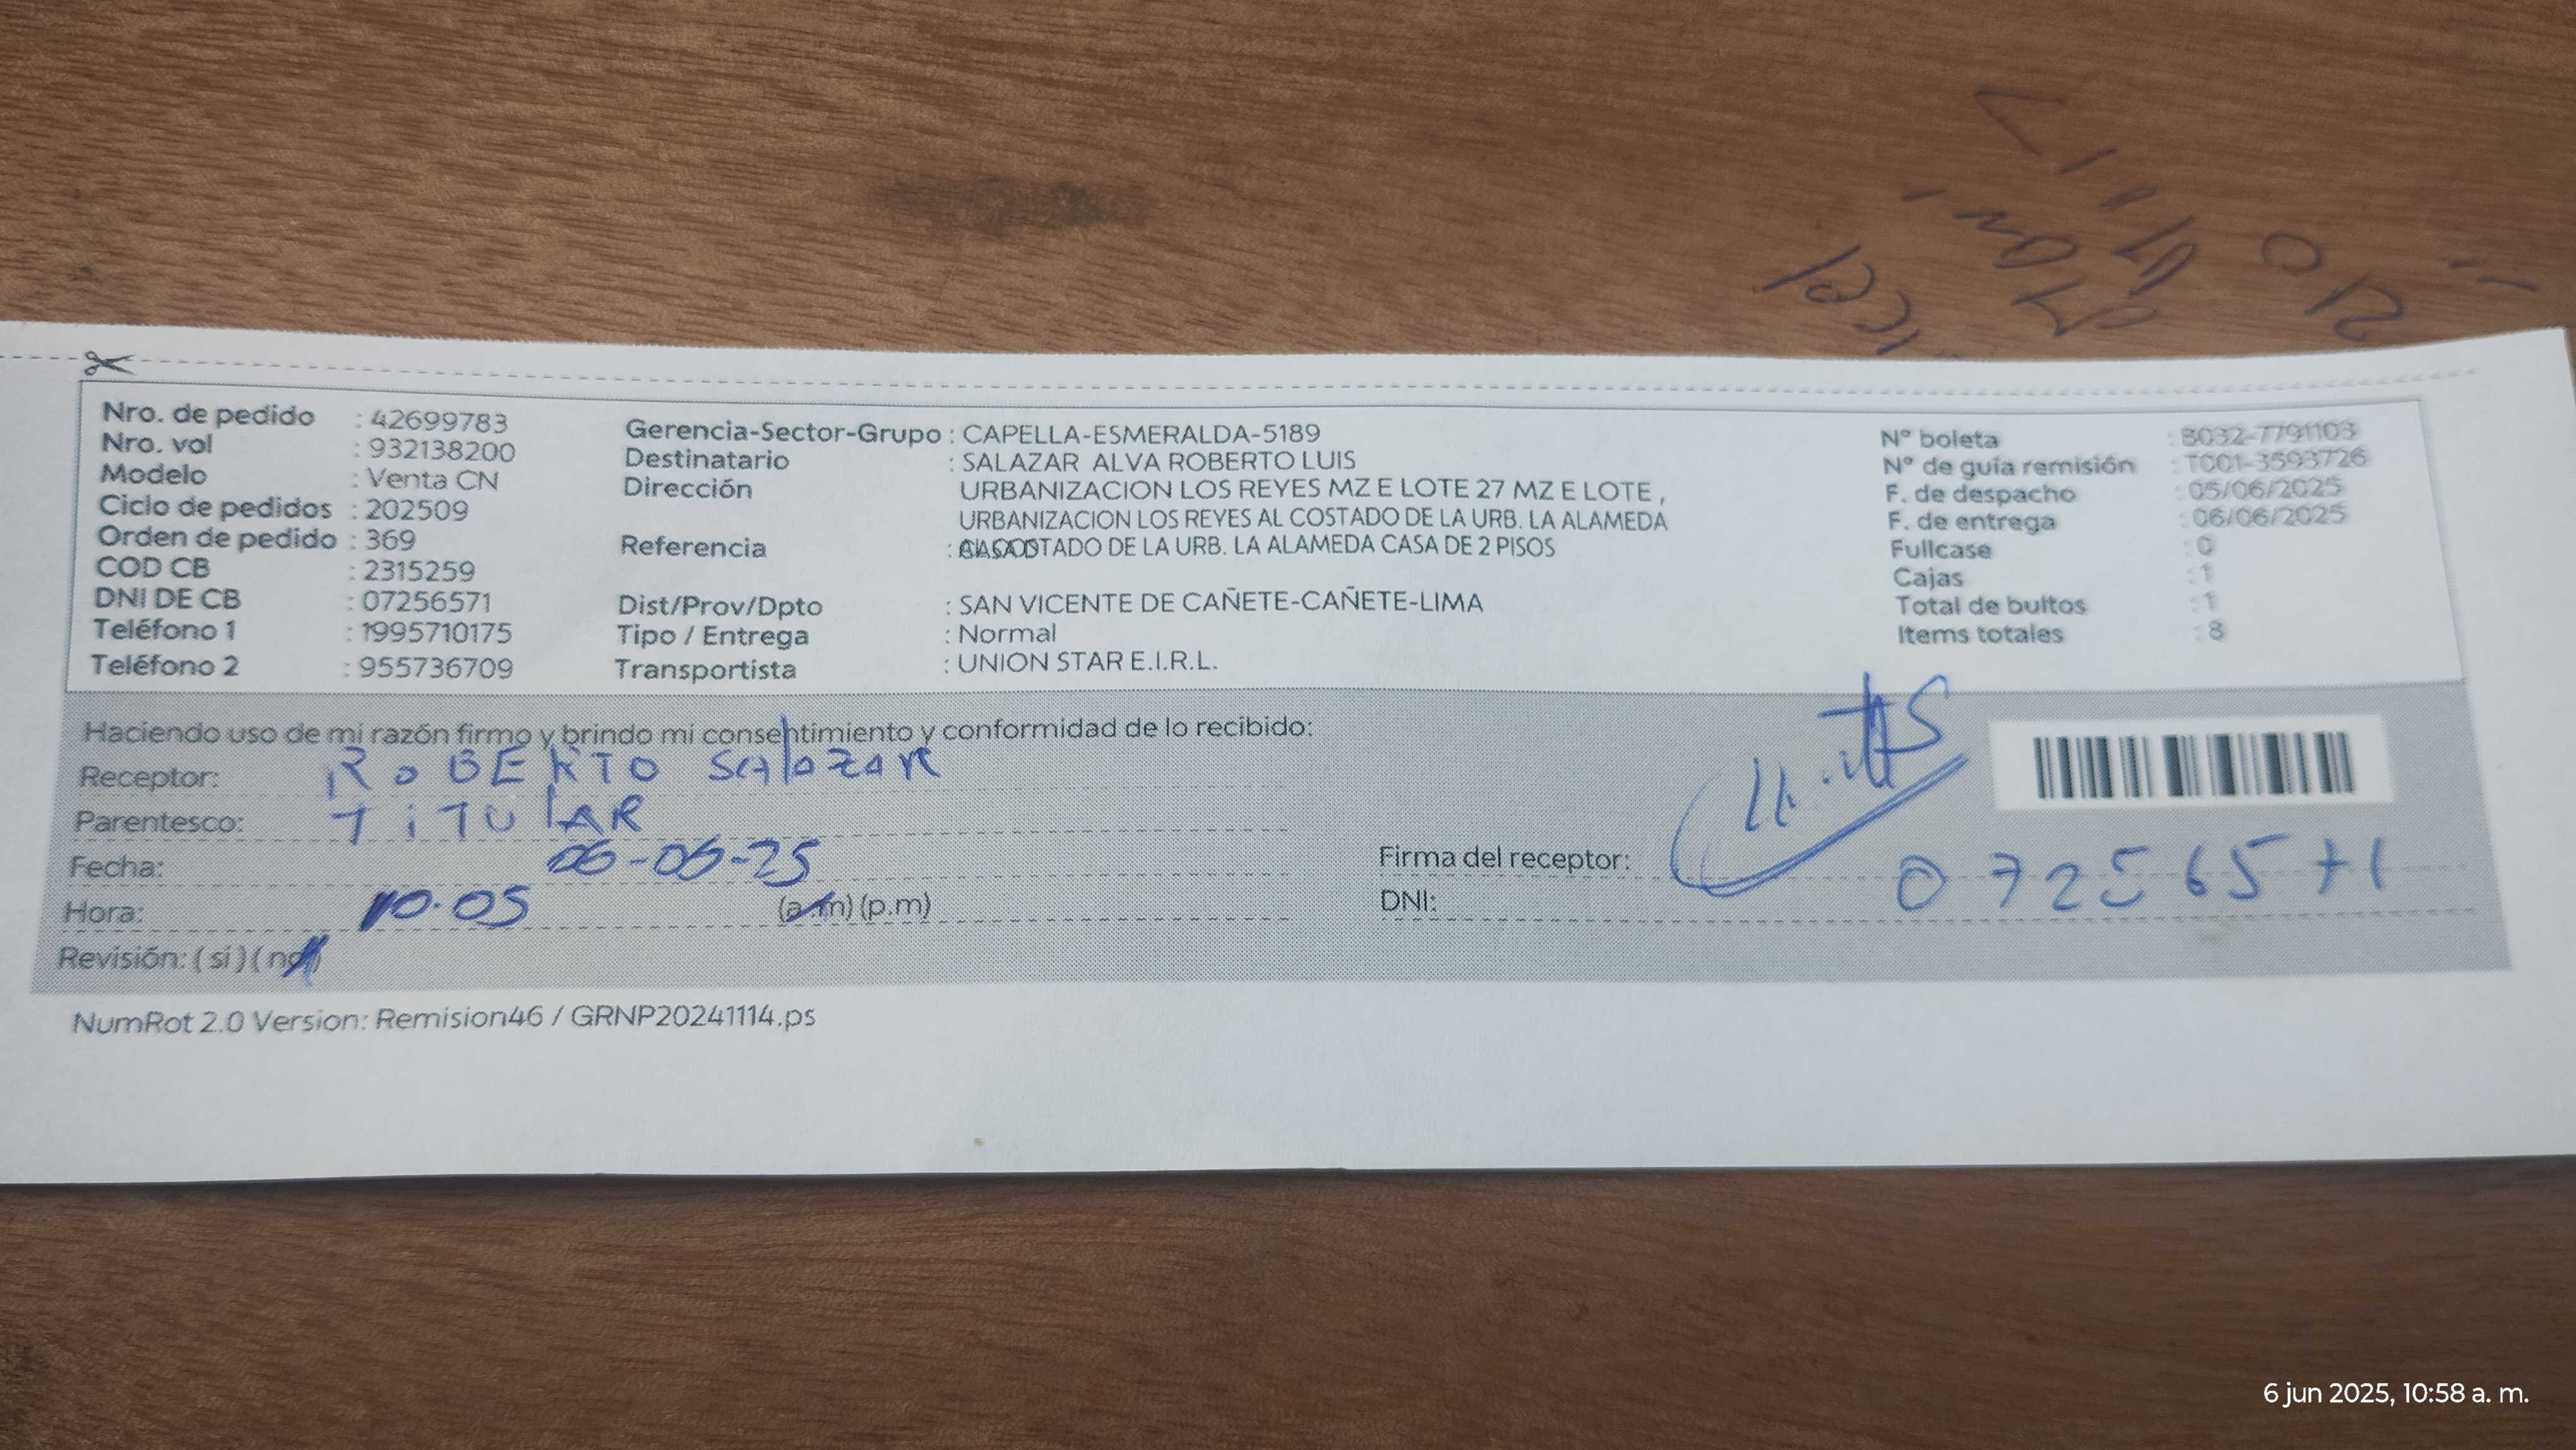 Nro. de pedido : 42699783
Nro. vol : 932138200
Modelo : Venta CN
Ciclo de pedidos : 202509
Orden de pedido : 369
COD CB : 2315259
DNI DE CB : 07256571
Teléfono 1 : 1995710175
Teléfono 2 : 955736709
Gerencia-Sector-Grupo : CAPELLA-ESMERALDA-5189
Destinatario : SALAZAR ALVA ROBERTO LUIS
Dirección URBANIZACION LOS REYES MZ E LOTE 27 MZ E LOTE ,
URBANIZACION LOS REYES AL COSTADO DE LA URB. LA ALAMEDA
Referencia : AL COSTADO DE LA URB. LA ALAMEDA CASA DE 2 PISOS
Dist/Prov/Dpto : SAN VICENTE DE CAÑETE-CAÑETE-LIMA
Tipo / Entrega : Normal
Transportista : UNION STAR E.I.R.L.
N° boleta : B032-7791103
N° de guía remisión : T001-3593726
F. de despacho : 05/06/2025
F. de entrega : 06/06/2025
Fullcase : 0
Cajas : 1
Total de bultos : 1
Items totales : 8
Haciendo uso de mi razón firmo y brindo mi consentimiento y conformidad de lo recibido:
Receptor: ROBERTO SAlazAR
Parentesco: TiTUlAR
Fecha: 06-06-25
Hora: 10.05 (a.m) (p.m)
Revisión: ( si ) ( no )
Firma del receptor:
DNI: 07256571
NumRot 2.0 Version: Remision46 / GRNP20241114.ps
6 jun 2025, 10:58 a. m.